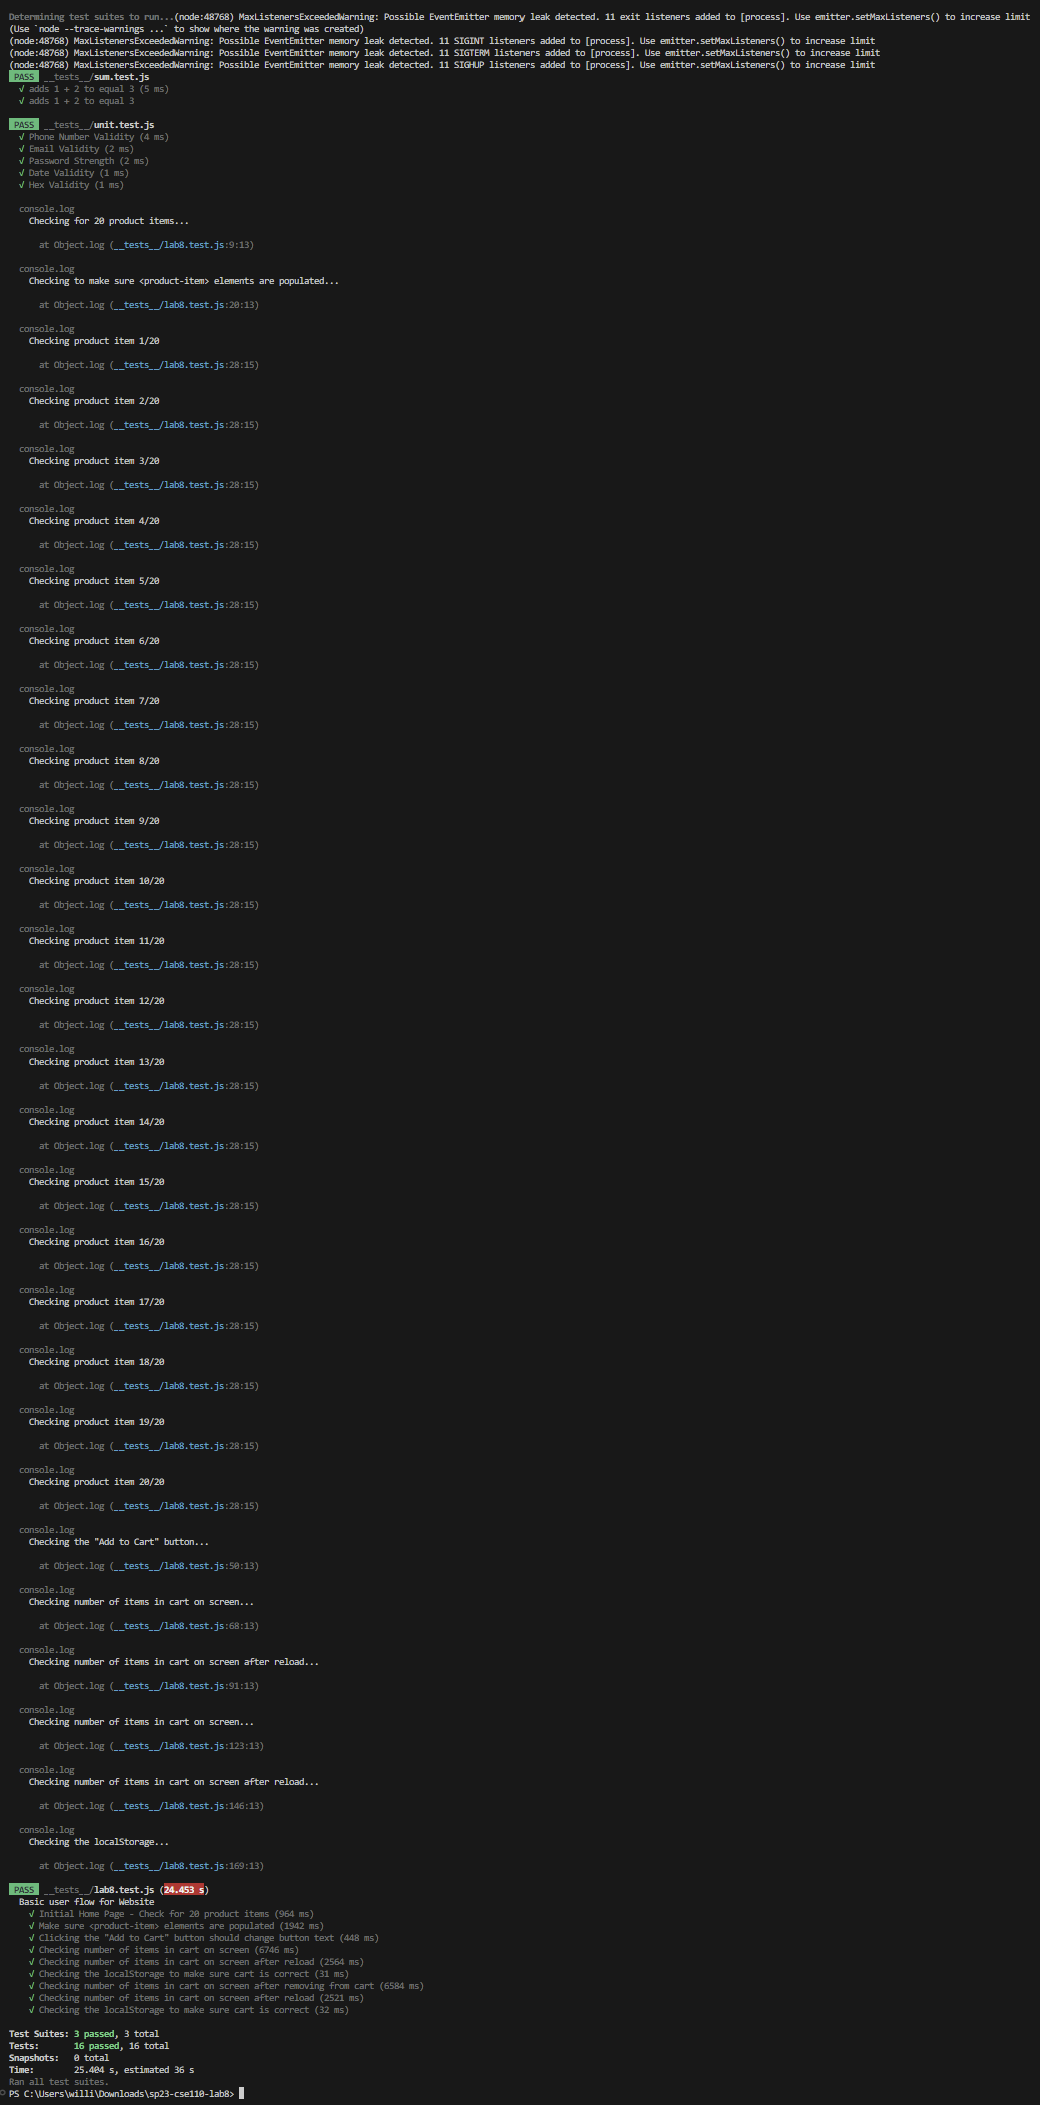 Determining test suites to run...(node:48768) MaxListenersExceededWarning: Possible EventEmitter memory leak detected. 11 exit listeners added to [process]. Use emitter.setMaxListeners() to increase limit
(Use `node --trace-warnings ...` to show where the warning was created)
(node:48768) MaxListenersExceededWarning: Possible EventEmitter memory leak detected. 11 SIGINT listeners added to [process]. Use emitter.setMaxListeners() to increase limit
(node:48768) MaxListenersExceededWarning: Possible EventEmitter memory leak detected. 11 SIGTERM listeners added to [process]. Use emitter.setMaxListeners() to increase limit
(node:48768) MaxListenersExceededWarning: Possible EventEmitter memory leak detected. 11 SIGHUP listeners added to [process]. Use emitter.setMaxListeners() to increase limit
PASS __tests__/sum.test.js
√ adds 1 + 2 to equal 3 (5 ms)
√ adds 1 + 2 to equal 3
PASS __tests__/unit.test.js
√ Phone Number Validity (4 ms)
√ Email Validity (2 ms)
√ Password Strength (2 ms)
√ Date Validity (1 ms)
√ Hex Validity (1 ms)
console.log
Checking for 20 product items...
at Object.log (__tests__/lab8.test.js:9:13)
console.log
Checking to make sure <product-item> elements are populated...
at Object.log (__tests__/lab8.test.js:20:13)
console.log
Checking product item 1/20
at Object.log (__tests__/lab8.test.js:28:15)
console.log
Checking product item 2/20
at Object.log (__tests__/lab8.test.js:28:15)
console.log
Checking product item 3/20
at Object.log (__tests__/lab8.test.js:28:15)
console.log
Checking product item 4/20
at Object.log (__tests__/lab8.test.js:28:15)
console.log
Checking product item 5/20
at Object.log (__tests__/lab8.test.js:28:15)
console.log
Checking product item 6/20
at Object.log (__tests__/lab8.test.js:28:15)
console.log
Checking product item 7/20
at Object.log (__tests__/lab8.test.js:28:15)
console.log
Checking product item 8/20
at Object.log (__tests__/lab8.test.js:28:15)
console.log
Checking product item 9/20
at Object.log (__tests__/lab8.test.js:28:15)
console.log
Checking product item 10/20
at Object.log (__tests__/lab8.test.js:28:15)
console.log
Checking product item 11/20
at Object.log (__tests__/lab8.test.js:28:15)
console.log
Checking product item 12/20
at Object.log (__tests__/lab8.test.js:28:15)
console.log
Checking product item 13/20
at Object.log (__tests__/lab8.test.js:28:15)
console.log
Checking product item 14/20
at Object.log (__tests__/lab8.test.js:28:15)
console.log
Checking product item 15/20
at Object.log (__tests__/lab8.test.js:28:15)
console.log
Checking product item 16/20
at Object.log (__tests__/lab8.test.js:28:15)
console.log
Checking product item 17/20
at Object.log (__tests__/lab8.test.js:28:15)
console.log
Checking product item 18/20
at Object.log (__tests__/lab8.test.js:28:15)
console.log
Checking product item 19/20
at Object.log (__tests__/lab8.test.js:28:15)
console.log
Checking product item 20/20
at Object.log (__tests__/lab8.test.js:28:15)
console.log
Checking the "Add to Cart" button...
at Object.log (__tests__/lab8.test.js:50:13)
console.log
Checking number of items in cart on screen...
at Object.log (__tests__/lab8.test.js:68:13)
console.log
Checking number of items in cart on screen after reload...
at Object.log (__tests__/lab8.test.js:91:13)
console.log
Checking number of items in cart on screen...
at Object.log (__tests__/lab8.test.js:123:13)
console.log
Checking number of items in cart on screen after reload...
at Object.log (__tests__/lab8.test.js:146:13)
console.log
Checking the localStorage...
at Object.log (__tests__/lab8.test.js:169:13)
PASS __tests__/lab8.test.js (24.453 s)
Basic user flow for Website
√ Initial Home Page - Check for 20 product items (964 ms)
√ Make sure <product-item> elements are populated (1942 ms)
√ Clicking the "Add to Cart" button should change button text (448 ms)
√ Checking number of items in cart on screen (6746 ms)
√ Checking number of items in cart on screen after reload (2564 ms)
√ Checking the localStorage to make sure cart is correct (31 ms)
√ Checking number of items in cart on screen after removing from cart (6584 ms)
√ Checking number of items in cart on screen after reload (2521 ms)
√ Checking the localStorage to make sure cart is correct (32 ms)
Test Suites: 3 passed, 3 total
Tests: 16 passed, 16 total
Snapshots: 0 total
Time: 25.404 s, estimated 36 s
Ran all test suites.
PS C:\Users\willi\Downloads\sp23-cse110-lab8>